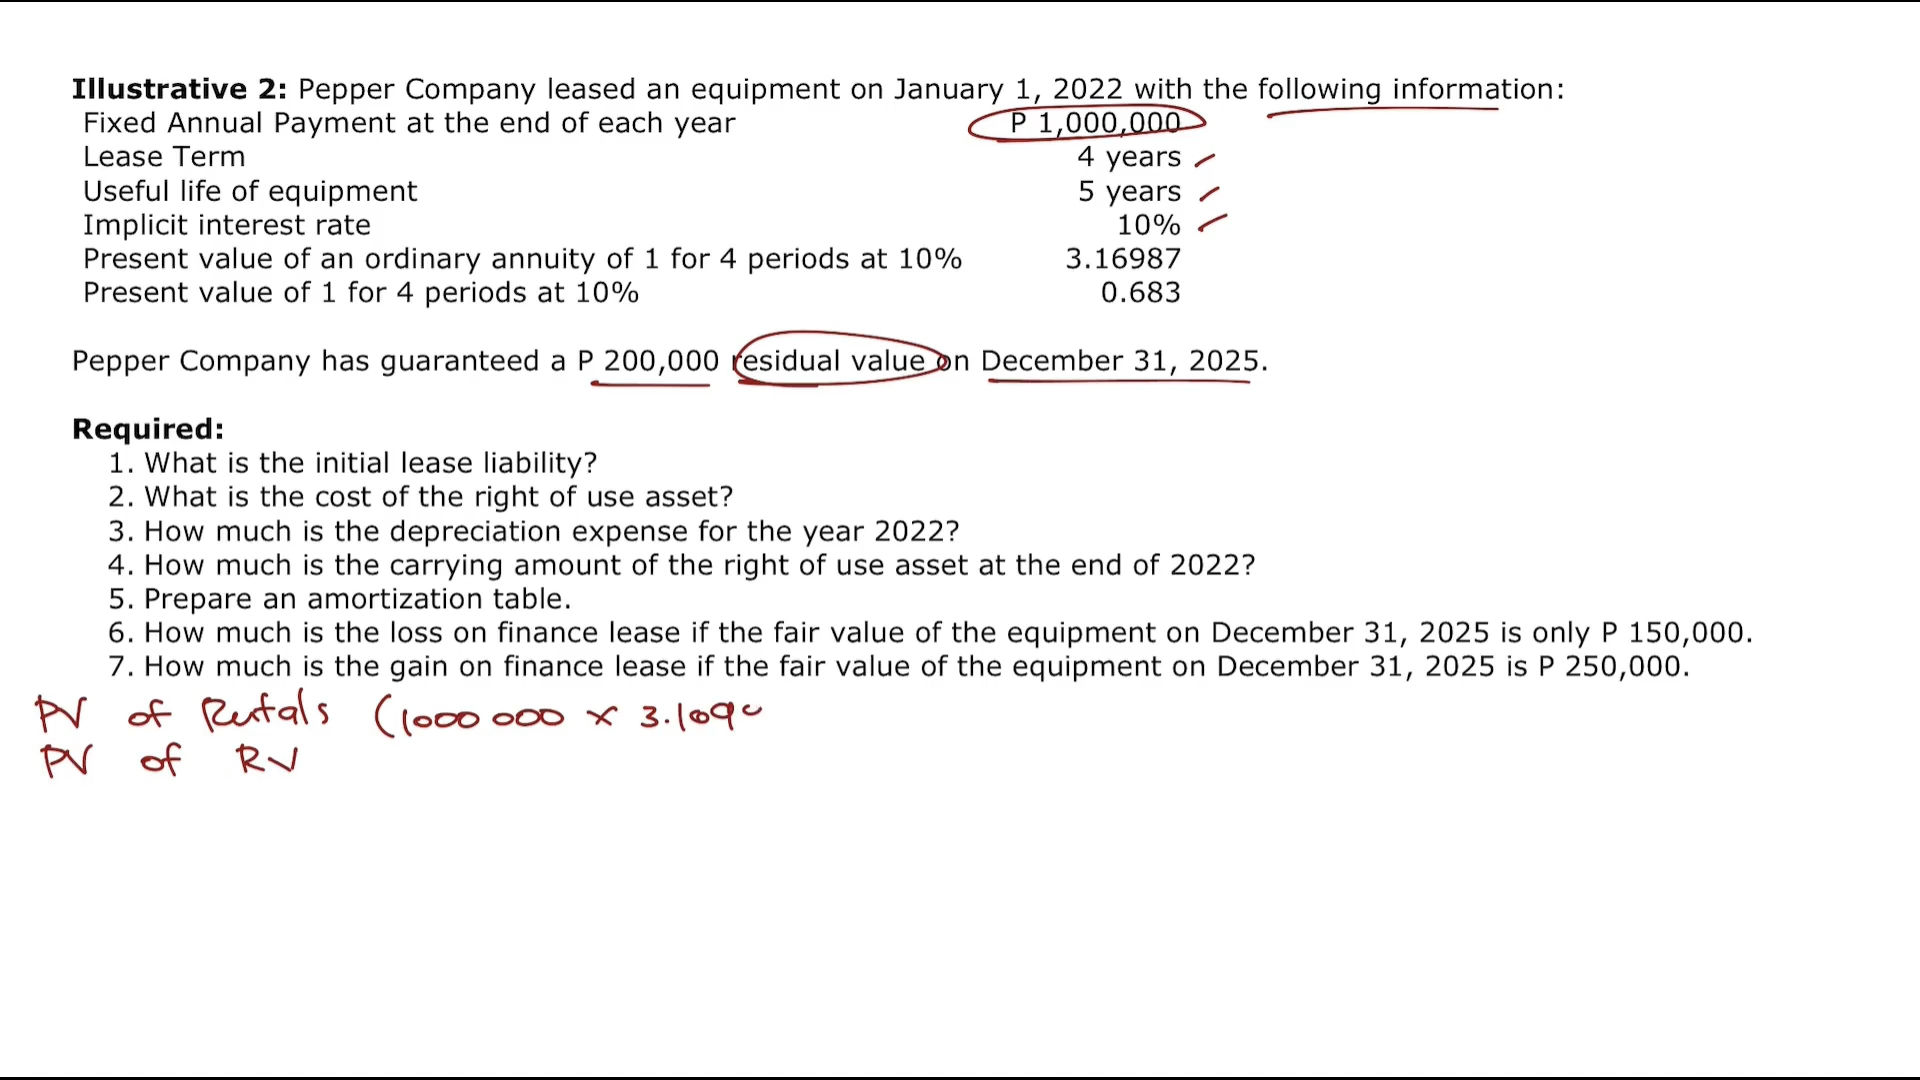 Illustrative 2: Pepper Company leased an equipment on January 1, 2022 with the following information:
Fixed Annual Payment at the end of each year P 1,000,000
Lease Term 4 years
Useful life of equipment 5 years
Implicit interest rate 10%
Present value of an ordinary annuity of 1 for 4 periods at 10% 3.16987
Present value of 1 for 4 periods at 10% 0.683
Pepper Company has guaranteed a P 200,000 residual value on December 31, 2025.
Required:
1. What is the initial lease liability?
2. What is the cost of the right of use asset?
3. How much is the depreciation expense for the year 2022?
4. How much is the carrying amount of the right of use asset at the end of 2022?
5. Prepare an amortization table.
6. How much is the loss on finance lease if the fair value of the equipment on December 31, 2025 is only P 150,000.
7. How much is the gain on finance lease if the fair value of the equipment on December 31, 2025 is P 250,000.
PV of Rentals (1000 000 x
PV of RV